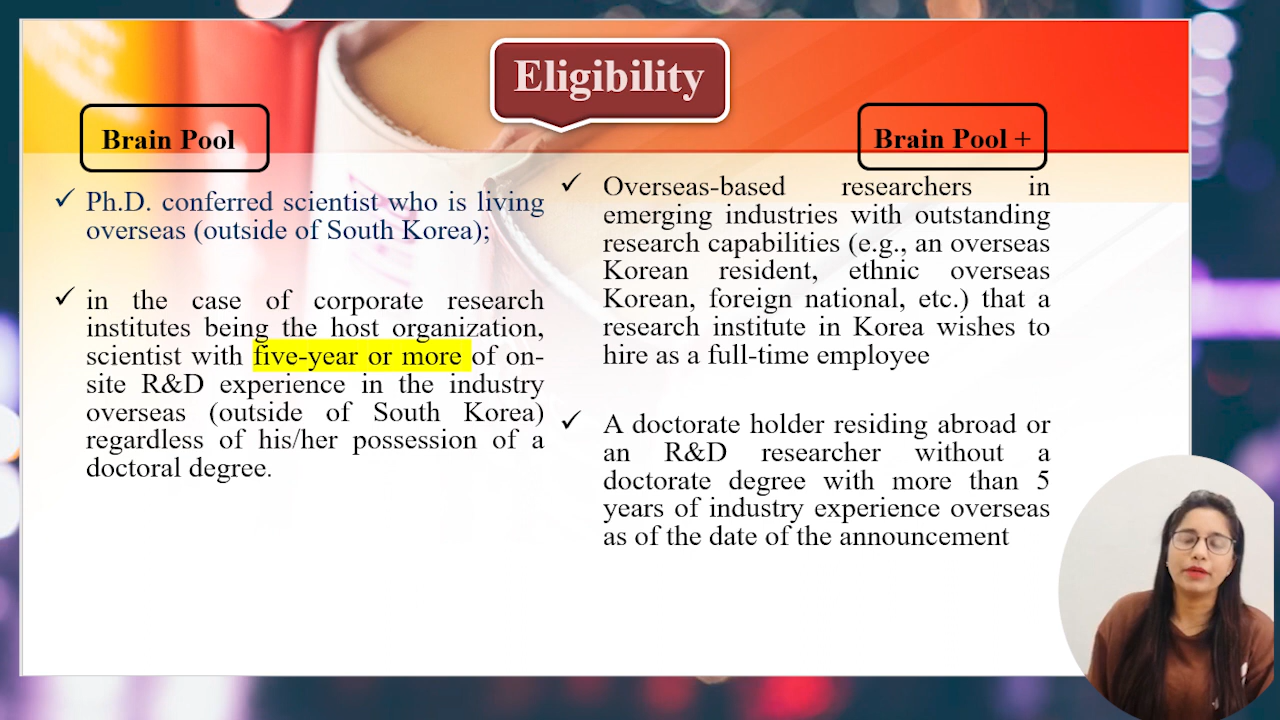 Eligibility
Brain Pool
Ph.D. conferred scientist who is living
overseas (outside of South Korea);
in the case of corporate research
institutes being the host organization,
scientist with five-year or more of on-
site R&D experience in the industry
overseas (outside of South Korea)
regardless of his/her possession of a
doctoral degree.
Brain Pool +
Overseas-based researchers in
emerging industries with outstanding
research capabilities (e.g., an overseas
Korean resident, ethnic overseas
Korean, foreign national, etc.) that a
research institute in Korea wishes to
hire as a full-time employee
A doctorate holder residing abroad or
an R&D researcher without a
doctorate degree with more than 5
years of industry experience overseas
as of the date of the announcement